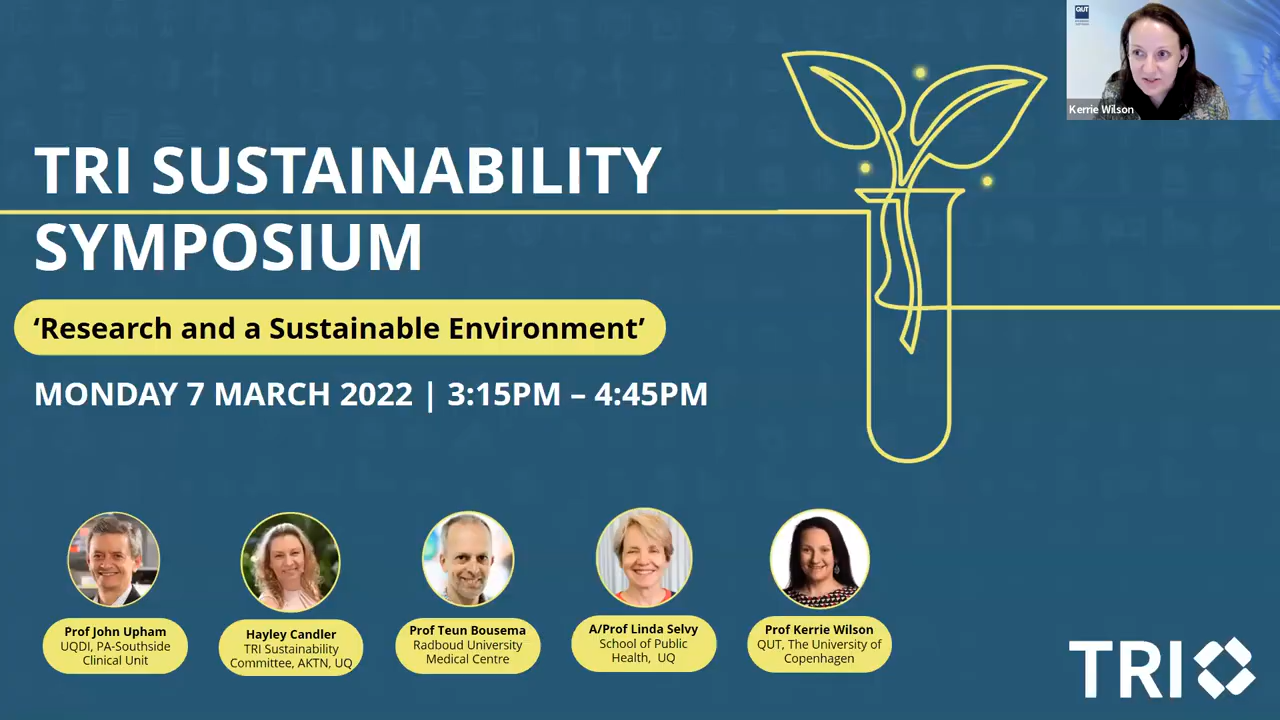 QUT
Kerrie Wilson
TRI SUSTAINABILITY
SYMPOSIUM
‘Research and a Sustainable Environment’
MONDAY 7 MARCH 2022 | 3:15PM – 4:45PM
Prof John Upham
UQDI, PA-Southside
Clinical Unit
Hayley Candler
TRI Sustainability
Committee, AKTN, UQ
Prof Teun Bousema
Radboud University
Medical Centre
A/Prof Linda Selvy
School of Public
Health, UQ
Prof Kerrie Wilson
QUT, The University of
Copenhagen
TRI